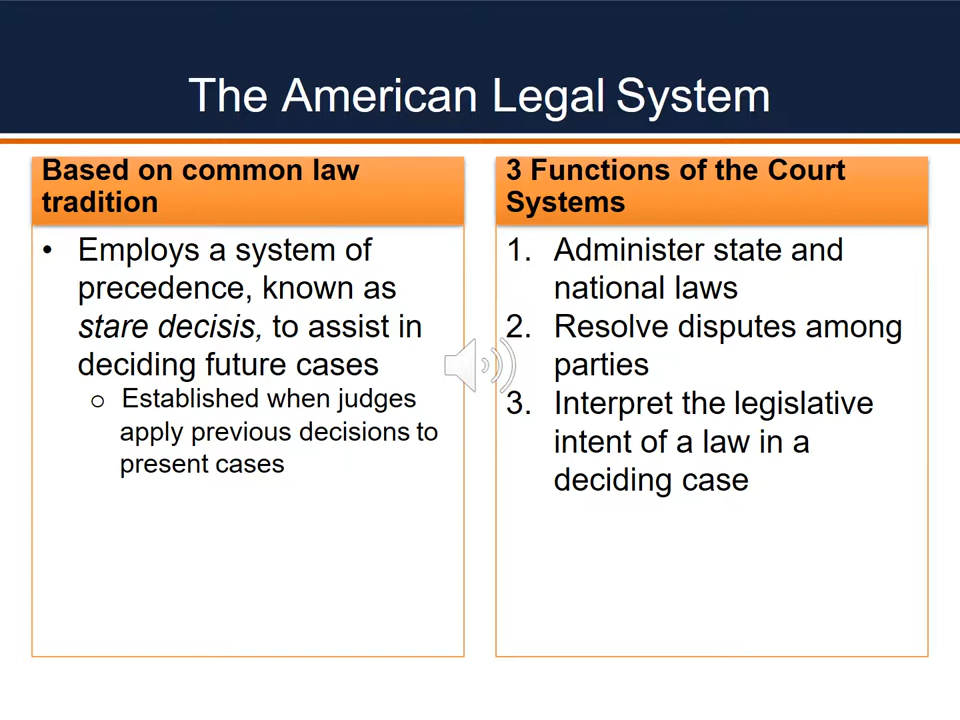 The American Legal System
Based on common law
tradition
• Employs a system of
precedence, known as
stare decisis, to assist in
deciding future cases
o Established when judges
apply previous decisions to
present cases
3 Functions of the Court
Systems
1. Administer state and
national laws
2. Resolve disputes among
parties
3. Interpret the legislative
intent of a law in a
deciding case